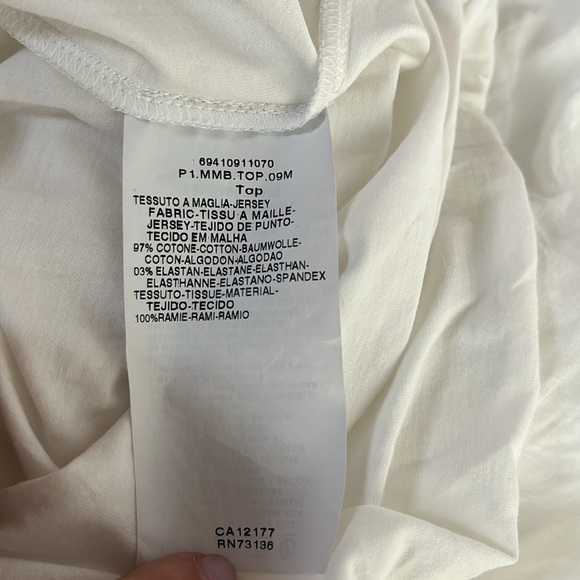 69410911070
P1.MMB.TOP.09M
Top
TESSUTO A MAGLIA-JERSEY
FABRIC-TISSU A MAILLE-
JERSEY-TEJIDO DE PUNTO-
TECIDO EM MALHA
97% COTONE-COTTON-BAUMWOLLE-
COTON-ALGODON-ALGODAO
03% ELASTAN-ELASTANE-ELASTHAN-
ELASTHANNE-ELASTANO-SPANDEX
TESSUTO-TISSUE-MATERIAL-
TEJIDO-TECIDO
100%RAMIE-RAMI-RAMIO
CA12177
RN73136